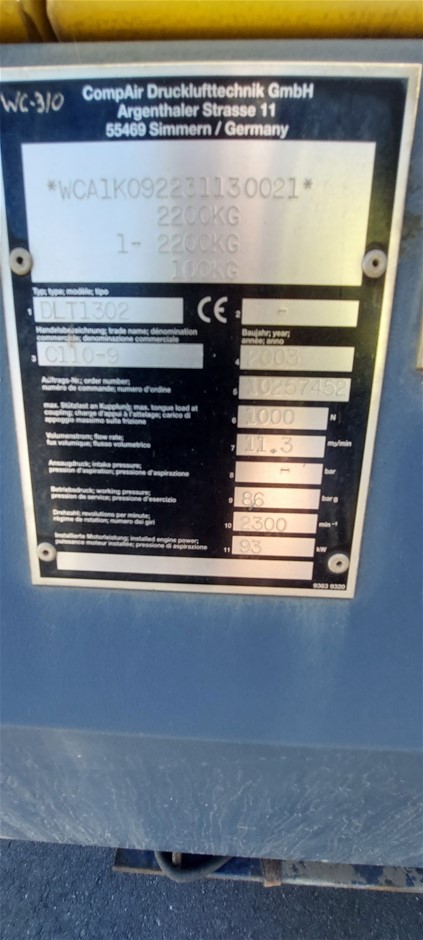 WC-310
CompAir Drucklufttechnik GmbH
Argenthaler Strasse 11
55469 Simmern / Germany
*WCA1K092231130021*
2200KG
1- 2200KG
100KG
Typ; type; modèle; tipo
1 DLT1302
CE
2 -
Handelsbezeichnung; trade name; dénomination
commerciale; denominazione commerciale
3 C110-9
Baujahr; year;
année; anno
4 2003
Auftrags-Nr.; order number;
numéro de commande; numero d'ordine
5 10257452
max. Stützlast an Kupplung; max. tongue load at
coupling; charge d'appui à l'attelage; carico di
appoggio massimo sulla frizione
6 1000 N
Volumenstrom; flow rate;
flux volumique; flusso volumetrico
7 11.3 m³/min
Ansaugdruck; intake pressure;
pression d'aspiration; pressione d'aspirazione
8 - bar
Betriebsdruck; working pressure;
pression de service; pressione d'esercizio
9 86 bar g
Drehzahl; revolutions per minute;
régime de rotation; numero dei giri
10 2300 min⁻¹
Installierte Motorleistung; installed engine power;
puissance moteur installée; pressione di aspirazione
11 93 kW
9383 9320